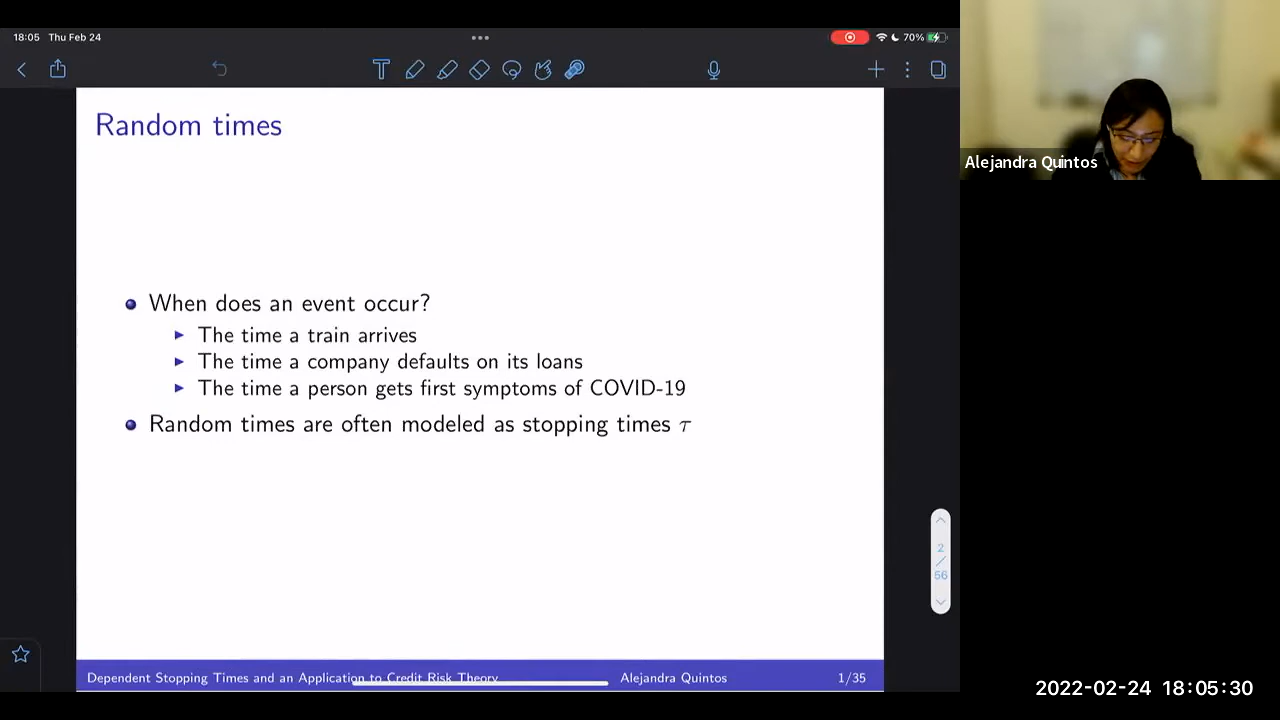 18:05 Thu Feb 24
70%
Alejandra Quintos
Random times
When does an event occur?
The time a train arrives
The time a company defaults on its loans
The time a person gets first symptoms of COVID-19
Random times are often modeled as stopping times τ
2
/
56
Dependent Stopping Times and an Application to Credit Risk Theory Alejandra Quintos 1/35
2022-02-24 18:05:30